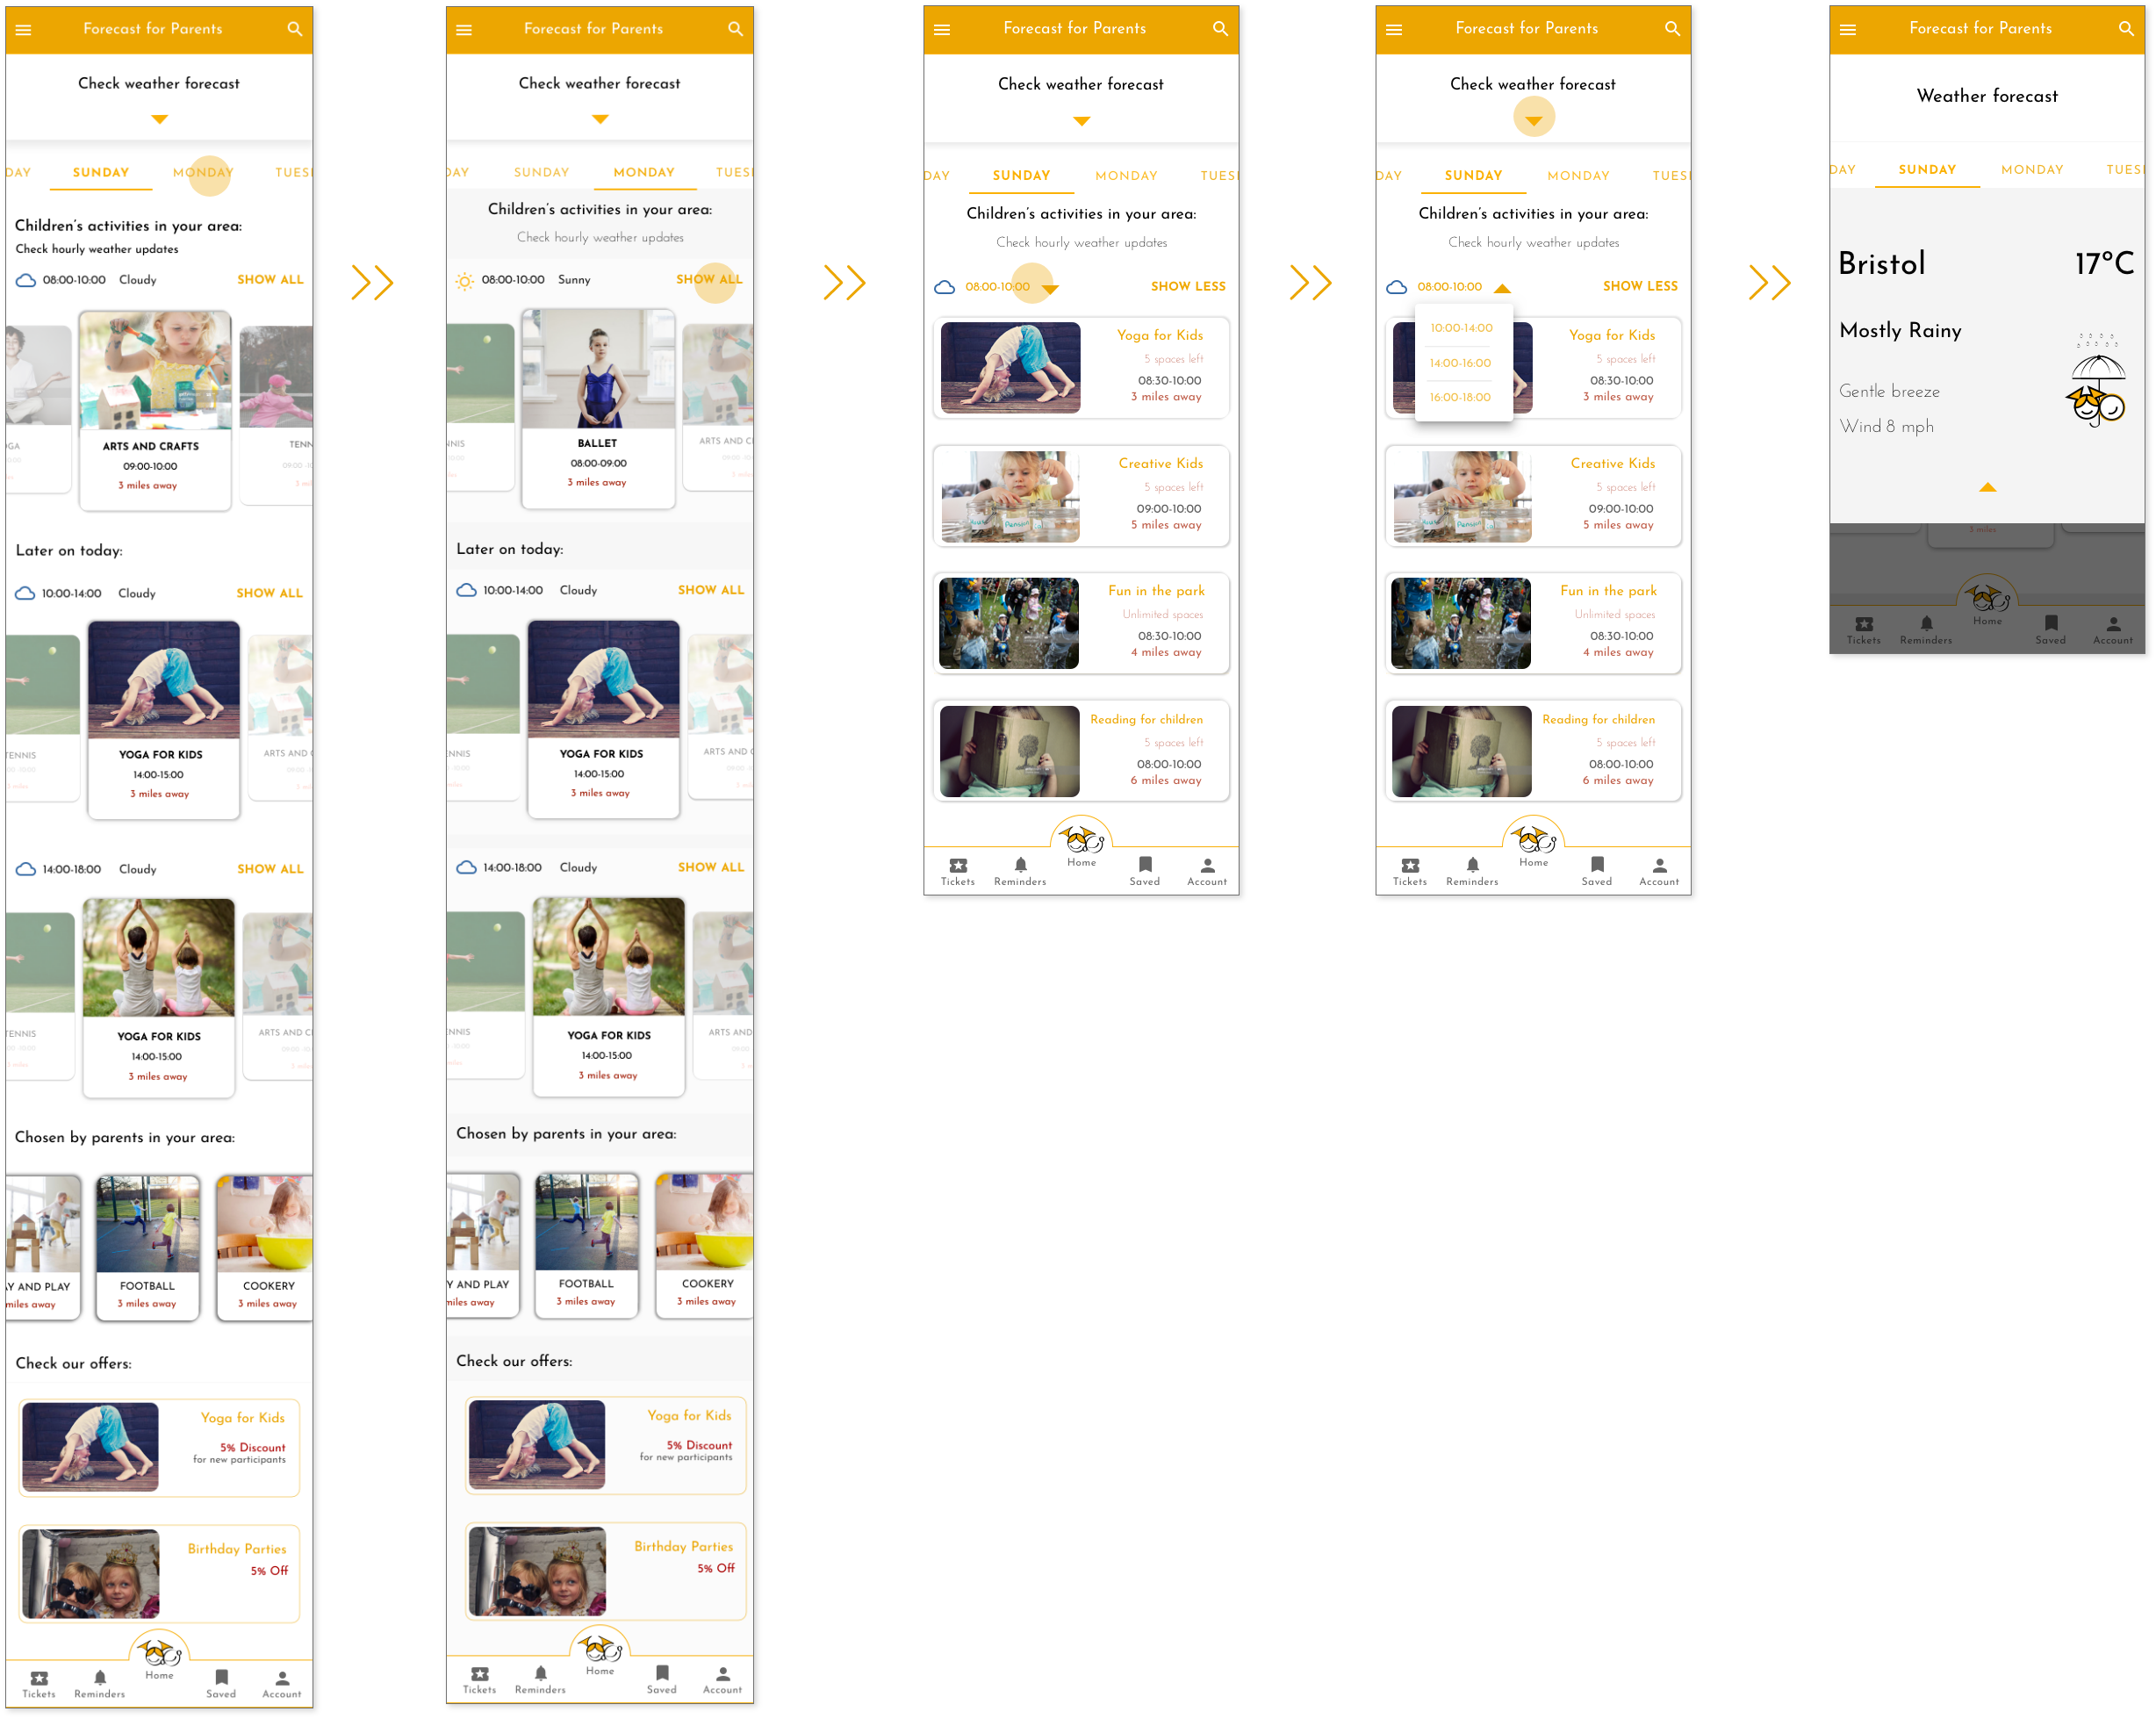 Forecast for Parents
Check weather forecast
DAY SUNDAY MONDAY TUES
Children's activities in your area:
Check hourly weather updates
08:00-10:00 Cloudy SHOW ALL
OGA ARTS AND CRAFTS TENN
09:00-10:00
3 miles away
Later on today:
10:00-14:00 Cloudy SHOW ALL
TENNIS YOGA FOR KIDS ARTS AND C
14:00-15:00
3 miles away
14:00-18:00 Cloudy SHOW ALL
TENNIS YOGA FOR KIDS ARTS AND C
14:00-15:00
3 miles away
Chosen by parents in your area:
AY AND PLAY FOOTBALL COOKERY
miles away 3 miles away 3 miles away
Check our offers:
Yoga for Kids
5% Discount
for new participants
Birthday Parties
5% Off
Home
Tickets Reminders Saved Account
Forecast for Parents
Check weather forecast
DAY SUNDAY MONDAY TUES
Children's activities in your area:
Check hourly weather updates
08:00-10:00 Sunny SHOW ALL
NNIS BALLET ARTS AND C
08:00-09:00
3 miles away
Later on today:
10:00-14:00 Cloudy SHOW ALL
NNIS YOGA FOR KIDS ARTS AND C
14:00-15:00
3 miles away
14:00-18:00 Cloudy SHOW ALL
NNIS YOGA FOR KIDS ARTS AND
14:00-15:00
3 miles away
Chosen by parents in your area:
Y AND PLAY FOOTBALL COOKERY
miles away 3 miles away 3 miles away
Check our offers:
Yoga for Kids
5% Discount
for new participants
Birthday Parties
5% Off
Home
Tickets Reminders Saved Account
Forecast for Parents
Check weather forecast
DAY SUNDAY MONDAY TUES
Children's activities in your area:
Check hourly weather updates
08:00-10:00 SHOW LESS
Yoga for Kids
5 spaces left
08:30-10:00
3 miles away
Creative Kids
5 spaces left
09:00-10:00
5 miles away
Fun in the park
Unlimited spaces
08:30-10:00
4 miles away
Reading for children
5 spaces left
08:00-10:00
6 miles away
Home
Tickets Reminders Saved Account
Forecast for Parents
Check weather forecast
DAY SUNDAY MONDAY TUES
Children's activities in your area:
Check hourly weather updates
08:00-10:00 SHOW LESS
10:00-14:00
14:00-16:00
16:00-18:00
Yoga for Kids
5 spaces left
08:30-10:00
3 miles away
Creative Kids
5 spaces left
09:00-10:00
5 miles away
Fun in the park
Unlimited spaces
08:30-10:00
4 miles away
Reading for children
5 spaces left
08:00-10:00
6 miles away
Home
Tickets Reminders Saved Account
Forecast for Parents
Weather forecast
DAY SUNDAY MONDAY TUES
Bristol 17°C
Mostly Rainy
Gentle breeze
Wind 8 mph
3 miles
Home
Tickets Reminders Saved Account